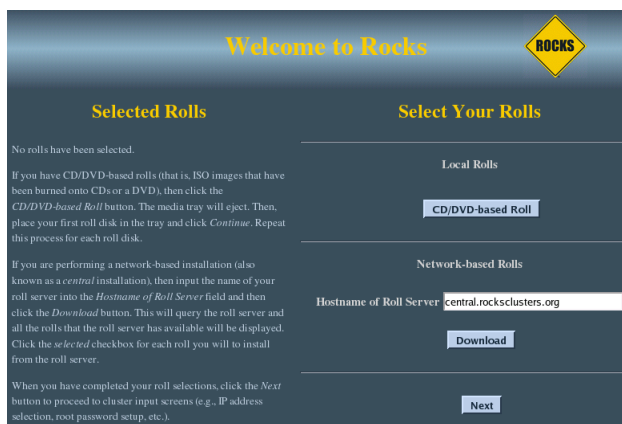 Welcome to Rocks
ROCKS
Selected Rolls
No rolls have been selected.
If you have CD/DVD-based rolls (that is, ISO images that have
been burned onto CDs or a DVD), then click the
CD/DVD-based Roll button. The media tray will eject. Then,
place your first roll disk in the tray and click Continue. Repeat
this process for each roll disk.
If you are performing a network-based installation (also
known as a central installation), then input the name of your
roll server into the Hostname of Roll Server field and then
click the Download button. This will query the roll server and
all the rolls that the roll server has available will be displayed.
Click the selected checkbox for each roll you will to install
from the roll server.
When you have completed your roll selections, click the Next
button to proceed to cluster input screens (e.g., IP address
selection, root password setup, etc.).
Select Your Rolls
Local Rolls
CD/DVD-based Roll
Network-based Rolls
Hostname of Roll Server central.rocksclusters.org
Download
Next